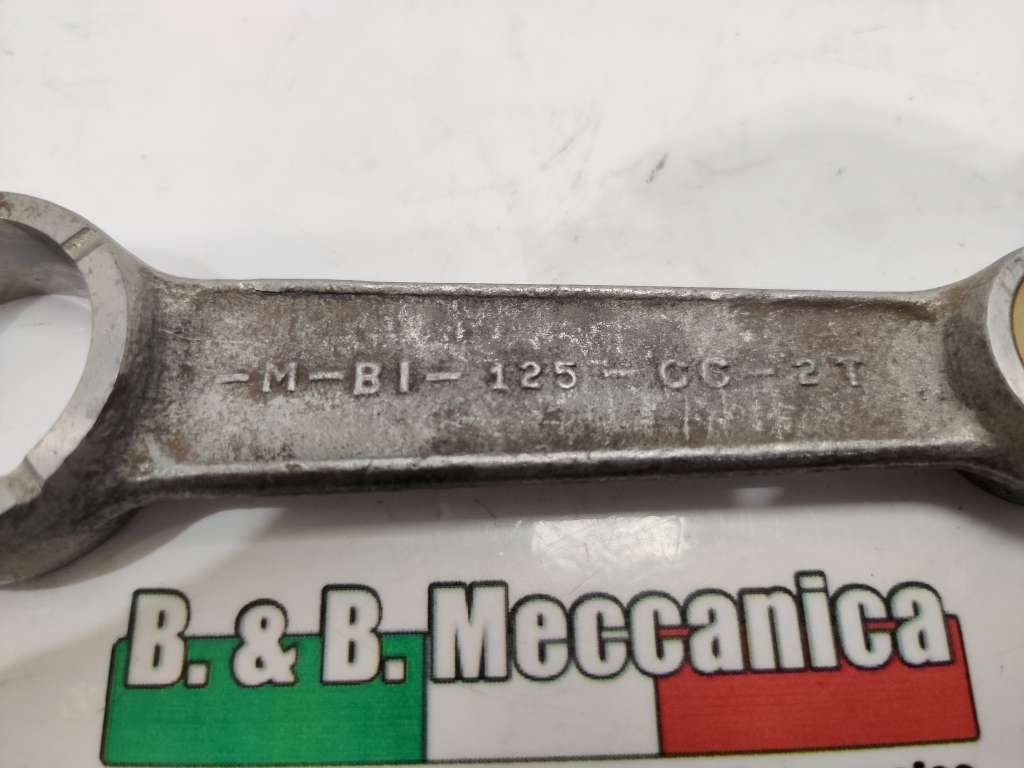 -M-BI- 125 - CC - 2T
B. & B. Meccanica